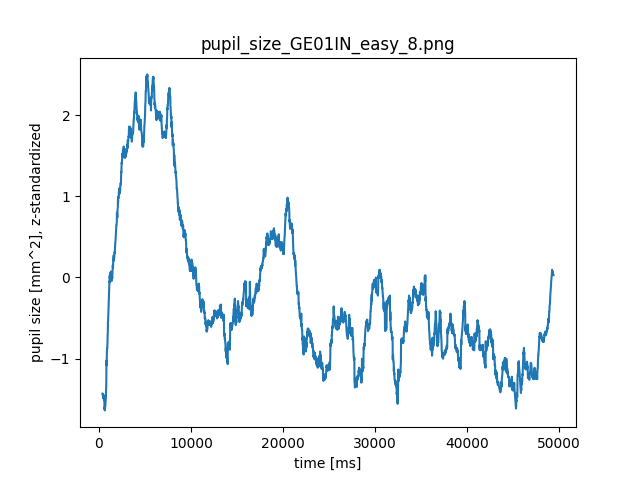 pupil_size_GE01IN_easy_8.png
pupil size [mm^2], z-standardized
2
1
0
−1
0 10000 20000 30000 40000 50000
time [ms]